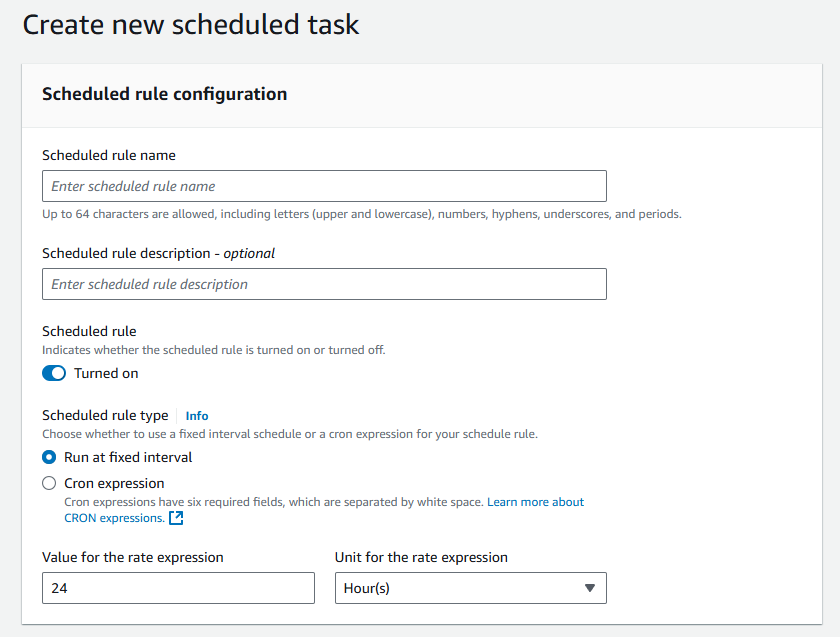 Create new scheduled task
Scheduled rule configuration
Scheduled rule name
Enter scheduled rule name
Up to 64 characters are allowed, including letters (upper and lowercase), numbers, hyphens, underscores, and periods.
Scheduled rule description - optional
Enter scheduled rule description
Scheduled rule
Indicates whether the scheduled rule is turned on or turned off.
Turned on
Scheduled rule type Info
Choose whether to use a fixed interval schedule or a cron expression for your schedule rule.
Run at fixed interval
Cron expression
Cron expressions have six required fields, which are separated by white space. Learn more about
CRON expressions.
Value for the rate expression Unit for the rate expression
24 Hour(s)